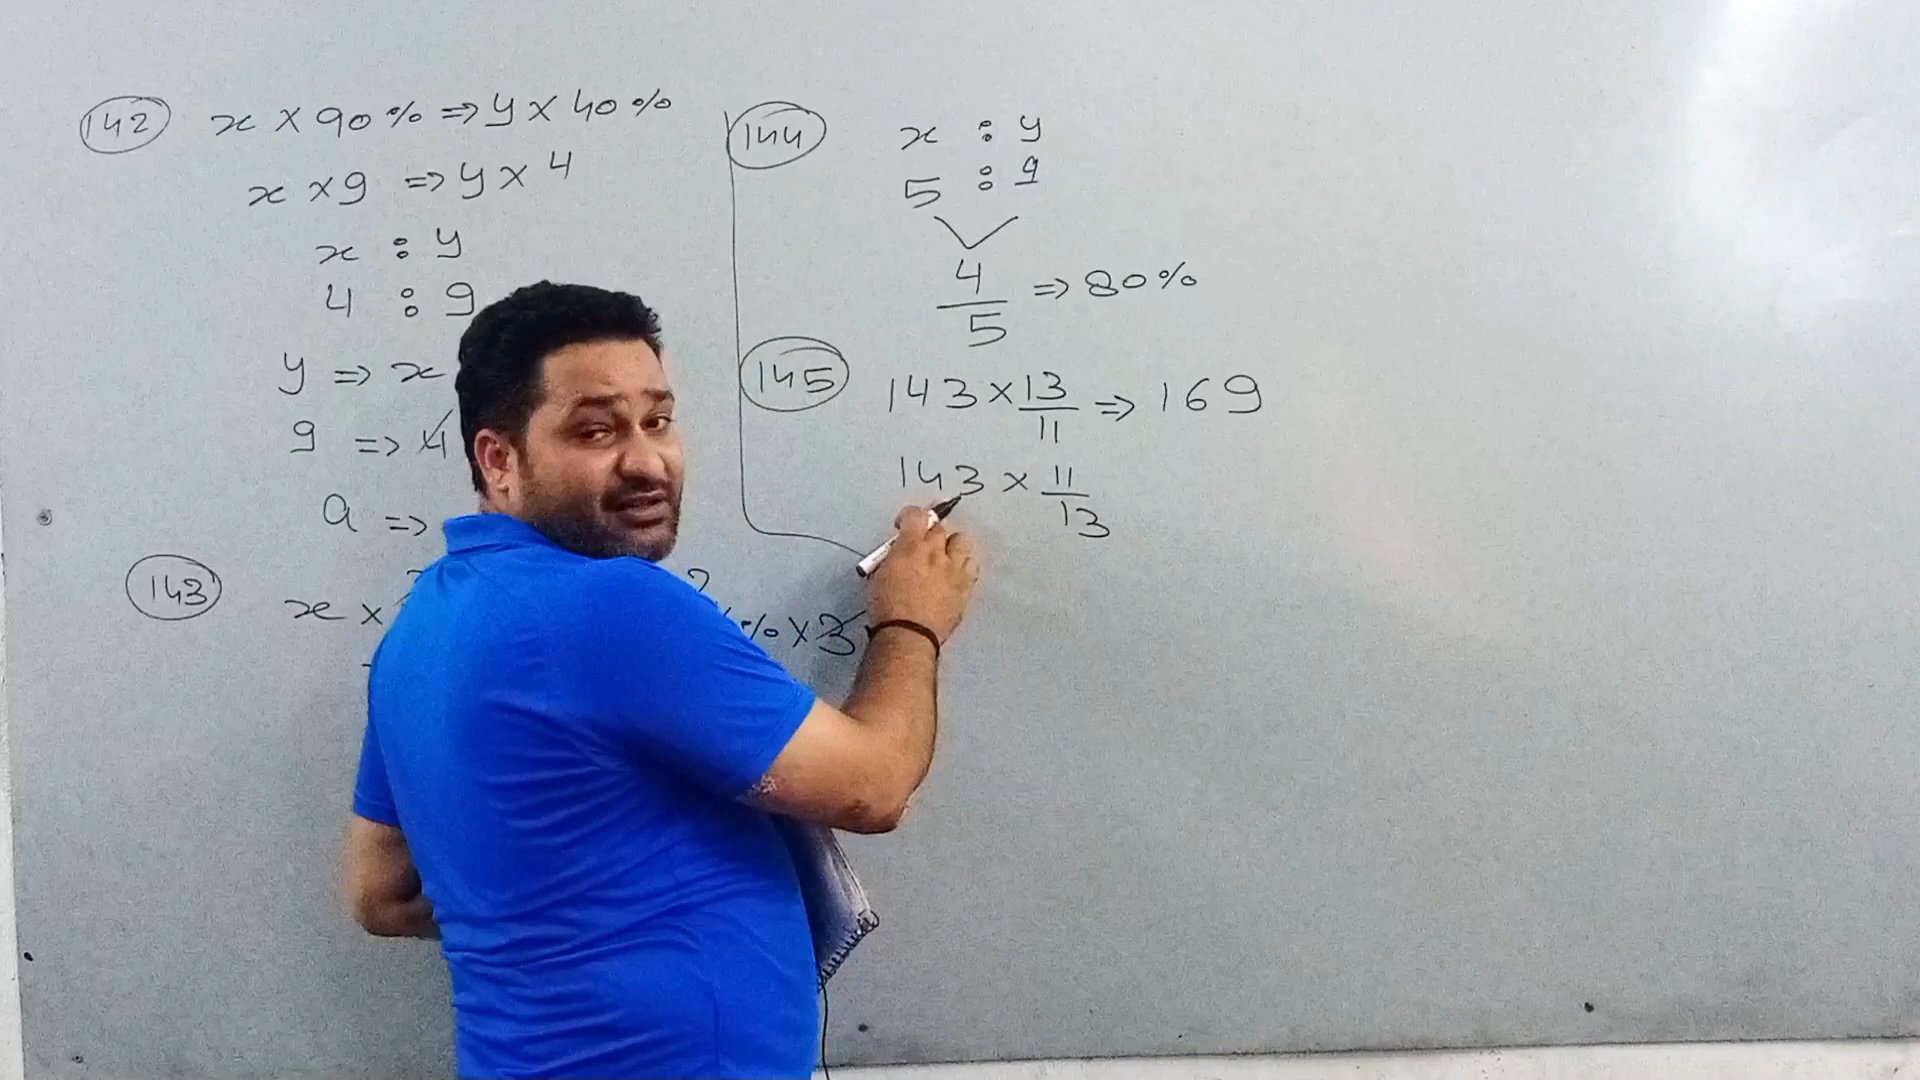 142 x × 90% => y × 40%
x × 9 => y × 4
x : y
4 : 9
y => x
9 => 4
a =>
143 x ×
% × 3
144 x : y
5 : 9
4/5 => 80%
145 143 × 13/11 => 169
143 × 11/13